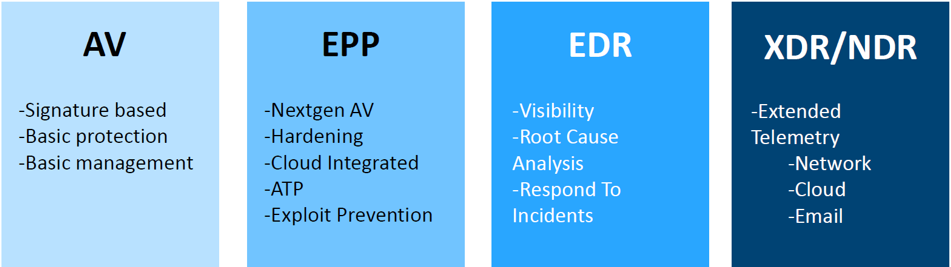 AV
-Signature based
-Basic protection
-Basic management
EPP
-Nextgen AV
-Hardening
-Cloud Integrated
-ATP
-Exploit Prevention
EDR
-Visibility
-Root Cause
Analysis
-Respond To
Incidents
XDR/NDR
-Extended
Telemetry
-Network
-Cloud
-Email